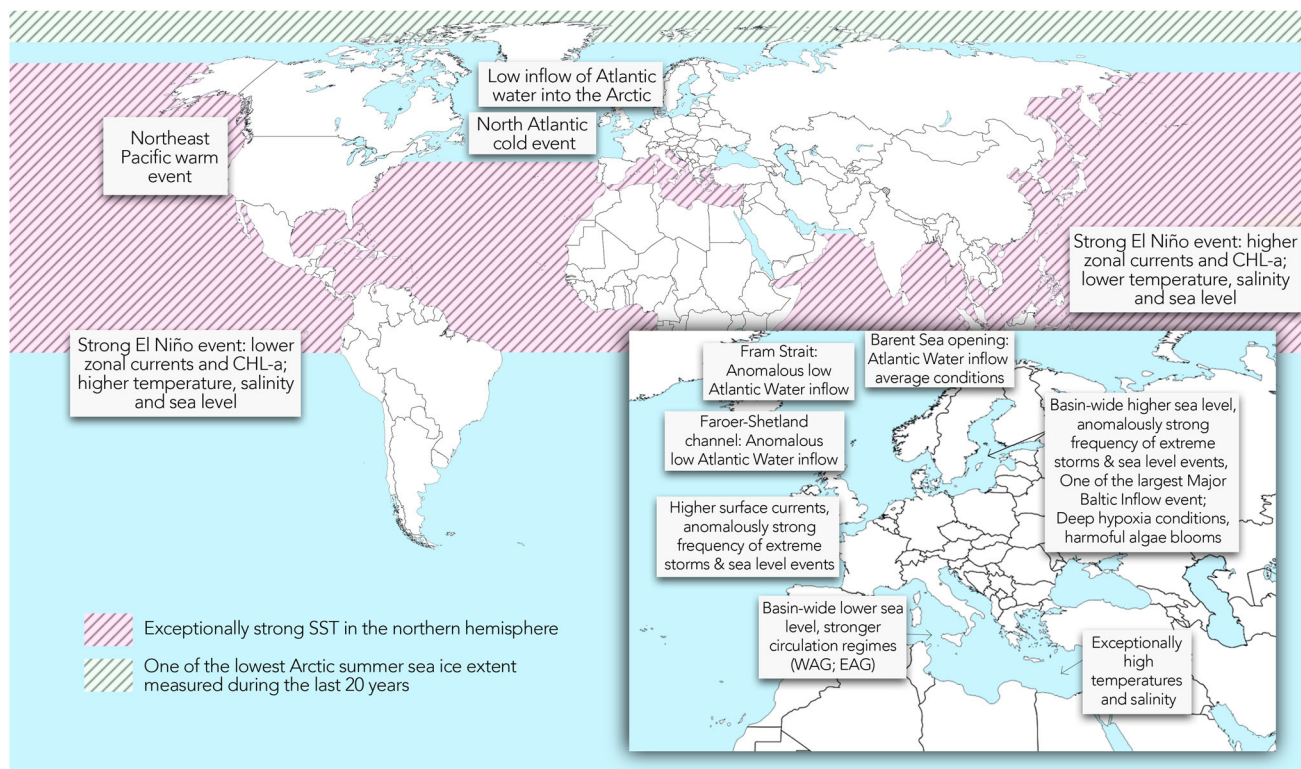 Low inflow of Atlantic
water into the Arctic
North Atlantic
cold event
Northeast
Pacific warm
event
Strong El Niño event: higher
zonal currents and CHL-a;
lower temperature, salinity
and sea level
Strong El Niño event: lower
zonal currents and CHL-a;
higher temperature, salinity
and sea level
Fram Strait:
Anomalous low
Atlantic Water inflow
Barent Sea opening:
Atlantic Water inflow
average conditions
Faroer-Shetland
channel: Anomalous
low Atlantic Water inflow
Basin-wide higher sea level,
anomalously strong
frequency of extreme
storms & sea level events,
One of the largest Major
Baltic Inflow event;
Deep hypoxia conditions,
harmoful algae blooms
Higher surface currents,
anomalously strong
frequency of extreme
storms & sea level events
Basin-wide lower sea
level, stronger
circulation regimes
(WAG; EAG)
Exceptionally
high
temperatures
and salinity
Exceptionally strong SST in the northern hemisphere
One of the lowest Arctic summer sea ice extent
measured during the last 20 years